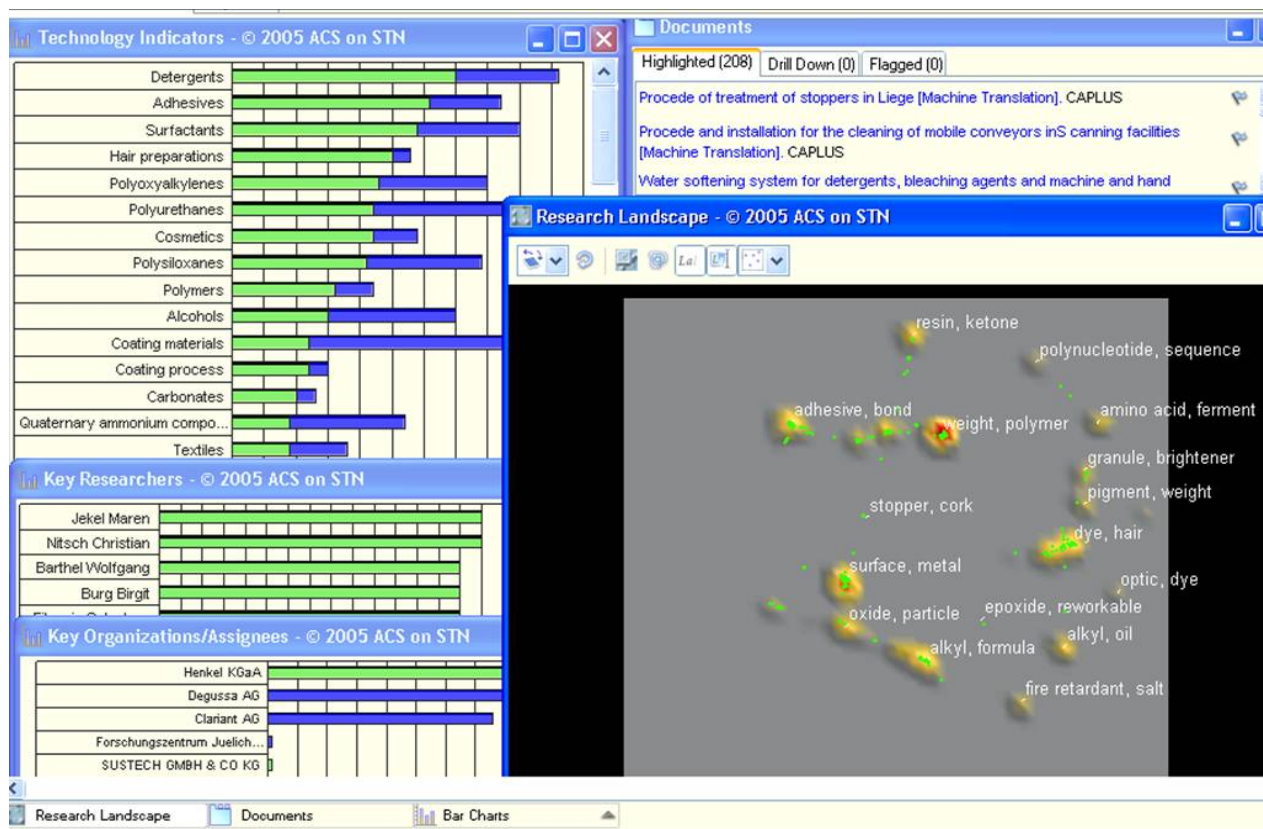 Technology Indicators - © 2005 ACS on STN
Detergents
Adhesives
Surfactants
Hair preparations
Polyoxyalkylenes
Polyurethanes
Cosmetics
Polysiloxanes
Polymers
Alcohols
Coating materials
Coating process
Carbonates
Quaternary ammonium compo...
Textiles
Key Researchers - © 2005 ACS on STN
Jekel Maren
Nitsch Christian
Barthel Wolfgang
Burg Birgit
Key Organizations/Assignees - © 2005 ACS on STN
Henkel KGaA
Degussa AG
Clariant AG
Forschungszentrum Juelich...
SUSTECH GMBH & CO KG
Documents
Highlighted (208) Drill Down (0) Flagged (0)
Procede of treatment of stoppers in Liege [Machine Translation]. CAPLUS
Procede and installation for the cleaning of mobile conveyors inS canning facilities
[Machine Translation]. CAPLUS
Water softening system for detergents, bleaching agents and machine and hand
Research Landscape - © 2005 ACS on STN
resin, ketone
polynucleotide, sequence
adhesive, bond
amino acid, ferment
weight, polymer
granule, brightener
pigment, weight
stopper, cork
dye, hair
surface, metal
optic, dye
oxide, particle
epoxide, reworkable
alkyl, oil
alkyl, formula
fire retardant, salt
Research Landscape Documents Bar Charts